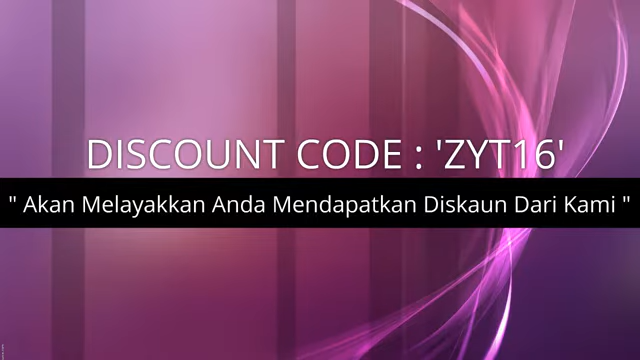 DISCOUNT CODE : 'ZYT16'
" Akan Melayakkan Anda Mendapatkan Diskaun Dari Kami "